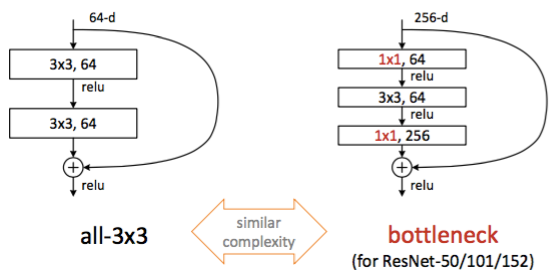 64-d
3x3, 64
relu
3x3, 64
+
relu
all-3x3
similar
complexity
256-d
1x1, 64
relu
3x3, 64
relu
1x1, 256
+
relu
bottleneck
(for ResNet-50/101/152)